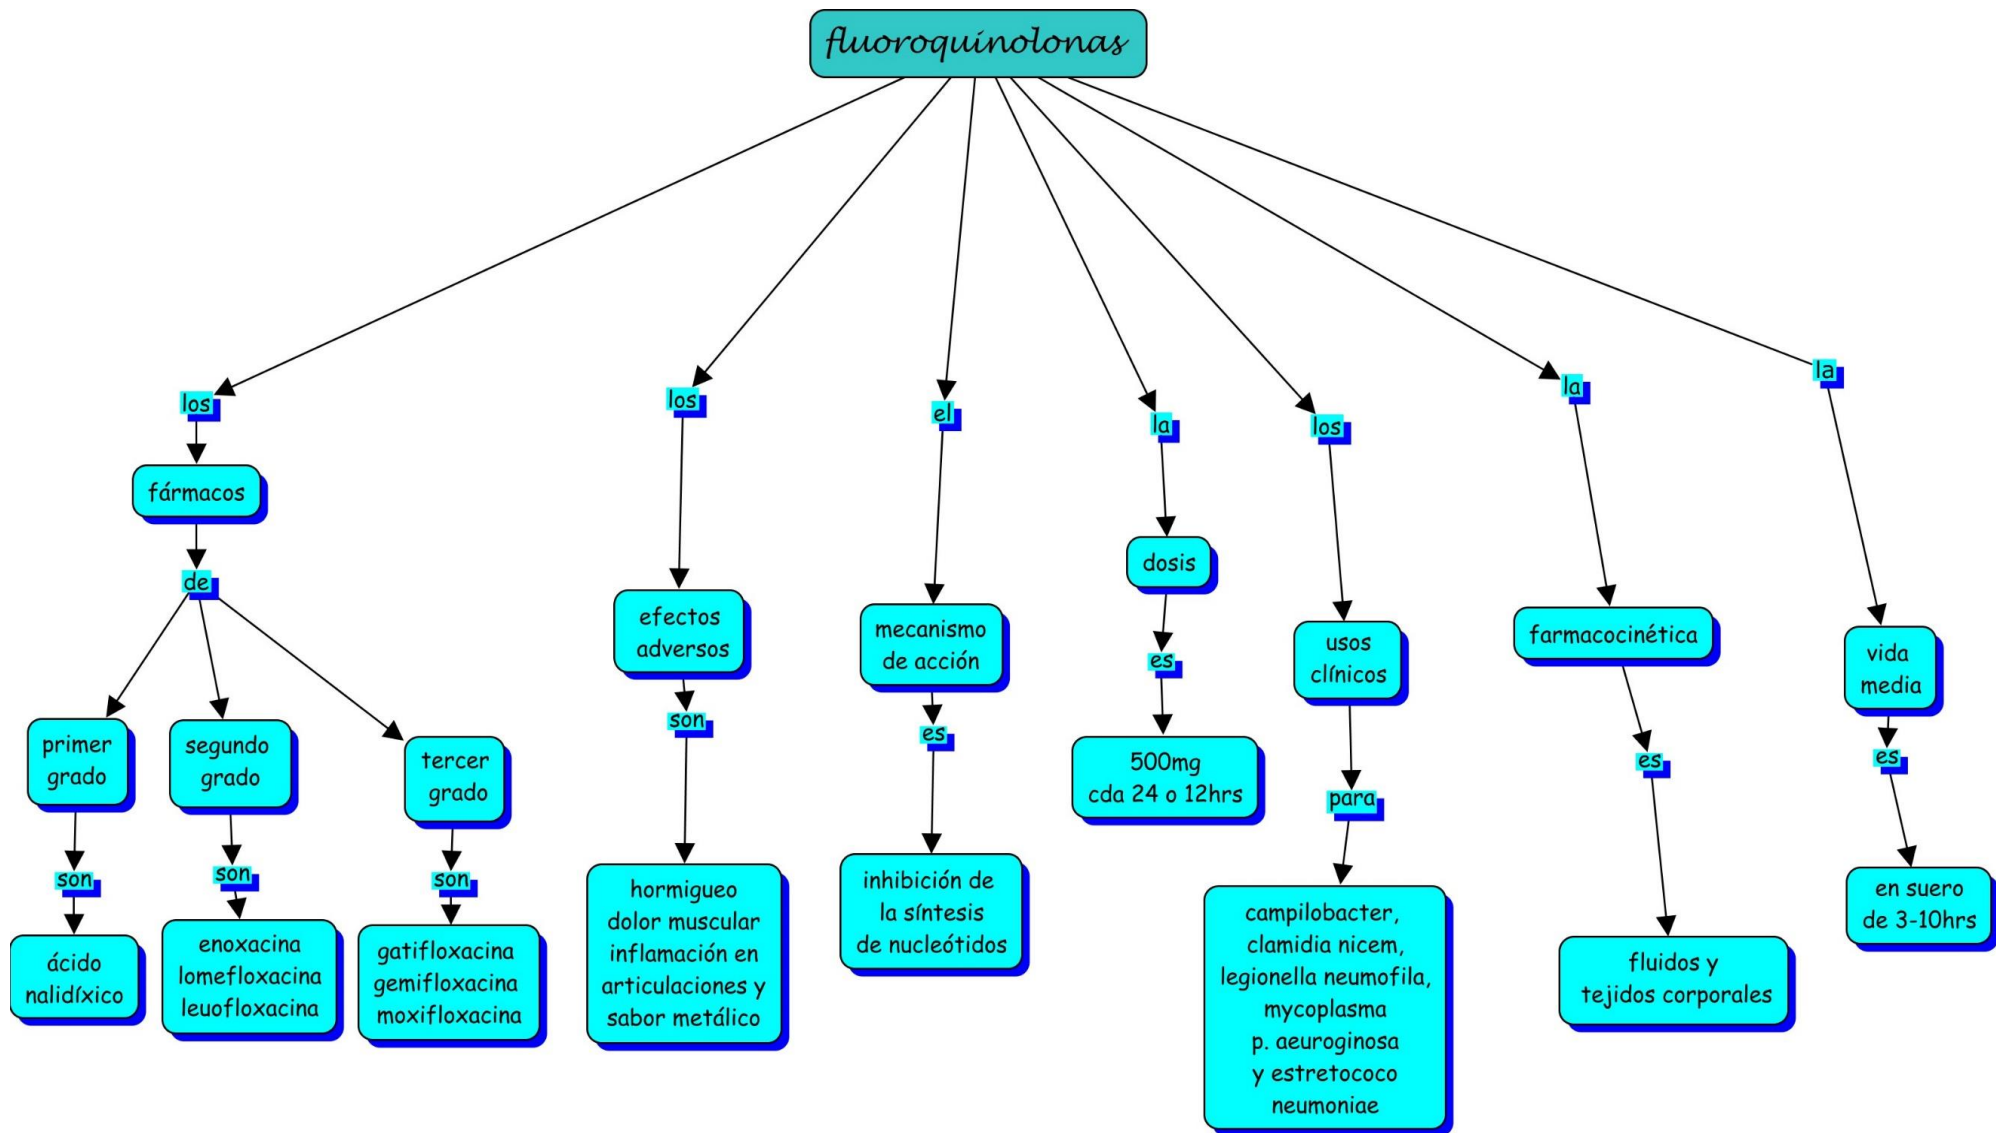 fluoroquinolonas
los
fármacos
de
primer
grado
son
ácido
nalidíxico
segundo
grado
son
enoxacina
lomefloxacina
leuofloxacina
tercer
grado
son
gatifloxacina
gemifloxacina
moxifloxacina
los
efectos
adversos
son
hormigueo
dolor muscular
inflamación en
articulaciones y
sabor metálico
el
mecanismo
de acción
es
inhibición de
la síntesis
de nucleótidos
la
dosis
es
500mg
cda 24 o 12hrs
los
usos
clínicos
para
campilobacter,
clamidia nicem,
legionella neumofila,
mycoplasma
p. aeuroginosa
y estretococo
neumoniae
la
farmacocinética
es
fluidos y
tejidos corporales
la
vida
media
es
en suero
de 3-10hrs